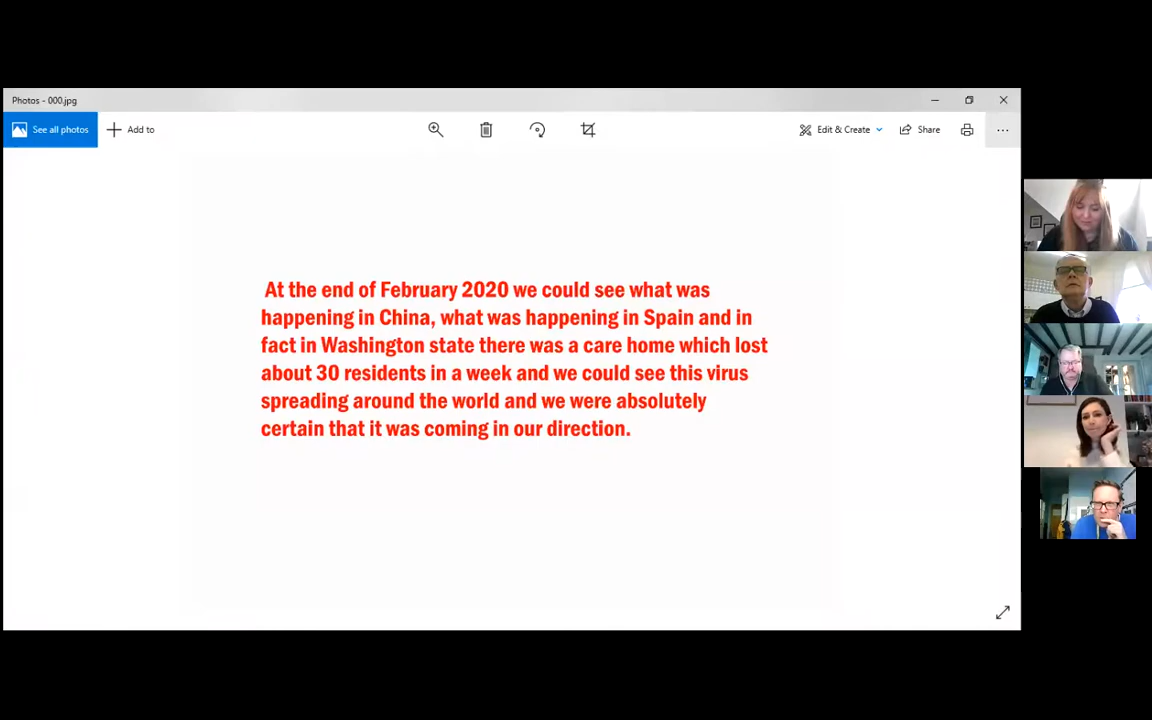 Photos - 000.jpg
See all photos
Add to
Edit & Create
Share
At the end of February 2020 we could see what was
happening in China, what was happening in Spain and in
fact in Washington state there was a care home which lost
about 30 residents in a week and we could see this virus
spreading around the world and we were absolutely
certain that it was coming in our direction.